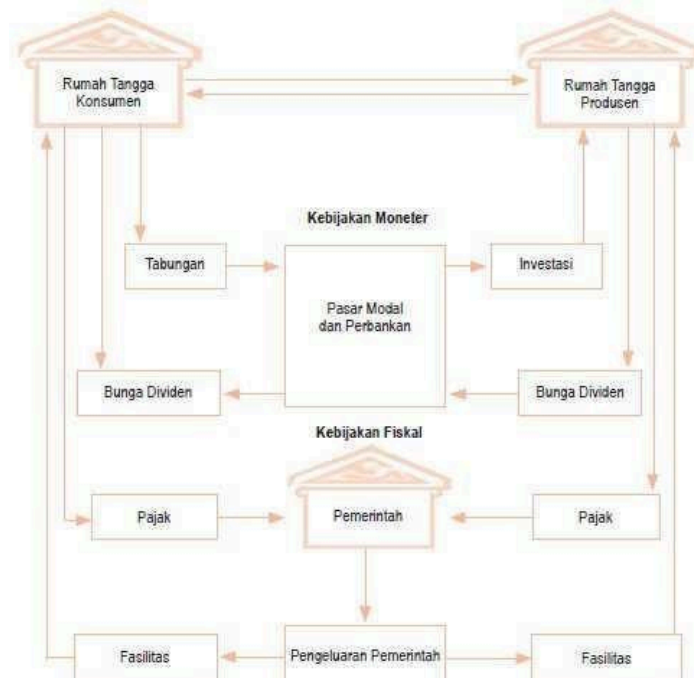 Rumah Tangga
Konsumen
Rumah Tangga
Produsen
Kebijakan Moneter
Tabungan
Pasar Modal
dan Perbankan
Investasi
Bunga Dividen
Bunga Dividen
Kebijakan Fiskal
Pajak
Pemerintah
Pajak
Fasilitas
Pengeluaran Pemerintah
Fasilitas